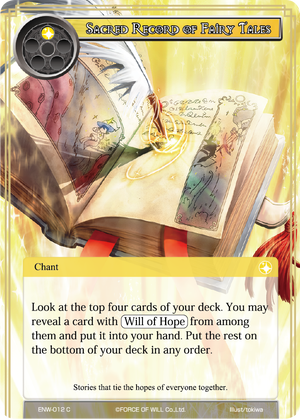 Sacred Record of Fairy Tales
Chant
Look at the top four cards of your deck. You may
reveal a card with Will of Hope from among
them and put it into your hand. Put the rest on
the bottom of your deck in any order.
Stories that tie the hopes of everyone together.
ENW-012 C ©FORCE OF WILL Co.,Ltd. Illust/tokiwa